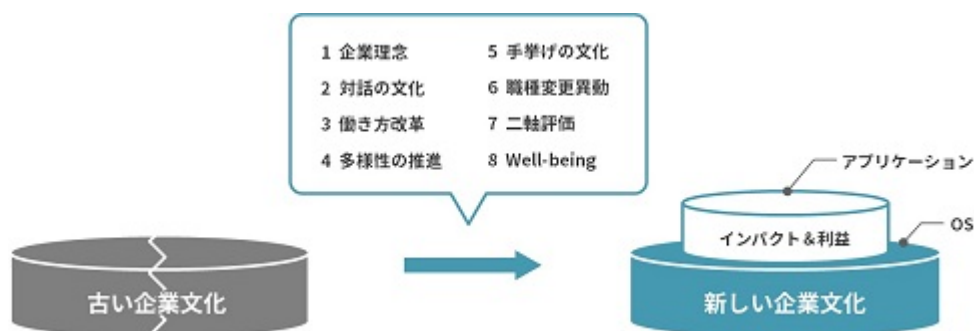 1 企業理念
2 対話の文化
3 働き方改革
4 多様性の推進
5 手挙げの文化
6 職種変更異動
7 二軸評価
8 Well-being
アプリケーション
OS
インパクト＆利益
古い企業文化
新しい企業文化